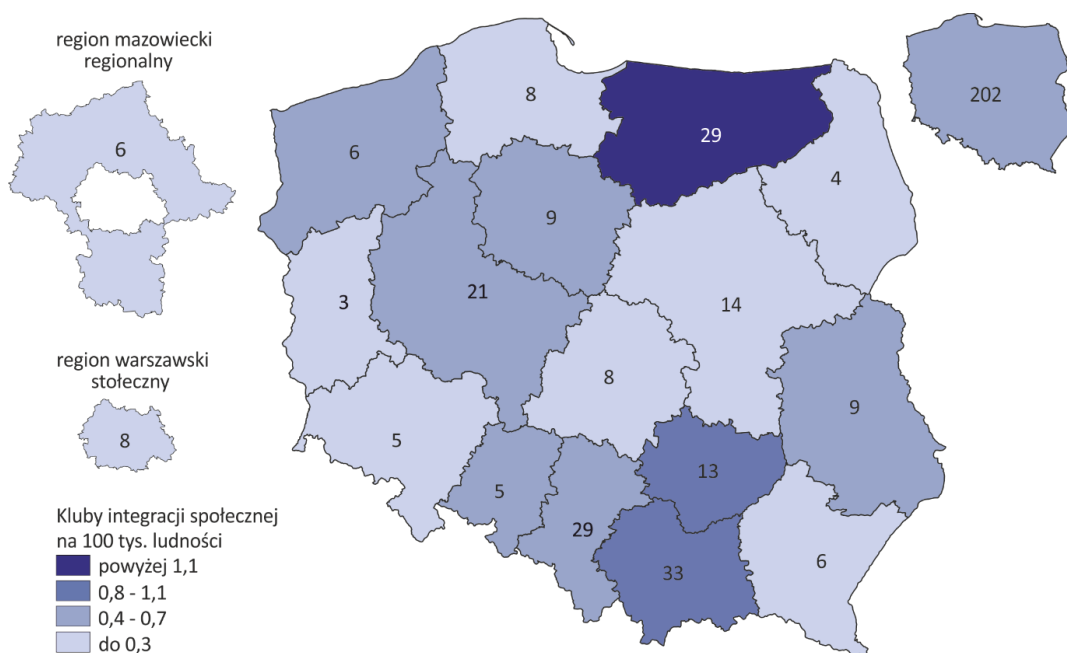 region mazowiecki
regionalny
6
region warszawski
stołeczny
8
Kluby integracji społecznej
na 100 tys. ludności
powyżej 1,1
0,8 - 1,1
0,4 - 0,7
do 0,3
8
6
29
4
9
21
3
14
8
9
5
13
5
29
33
6
202